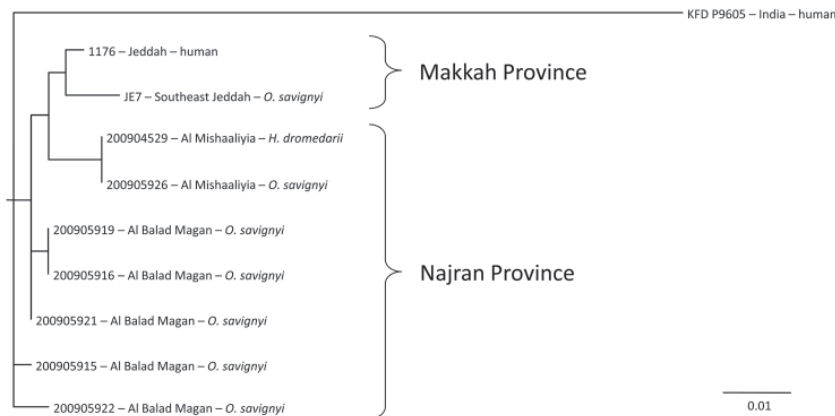 KFD P9605 – India – human
1176 – Jeddah – human
JE7 – Southeast Jeddah – O. savignyi
Makkah Province
200904529 – Al Mishaaliyia – H. dromedarii
200905926 – Al Mishaaliyia – O. savignyi
200905919 – Al Balad Magan – O. savignyi
200905916 – Al Balad Magan – O. savignyi
Najran Province
200905921 – Al Balad Magan – O. savignyi
200905915 – Al Balad Magan – O. savignyi
200905922 – Al Balad Magan – O. savignyi
0.01